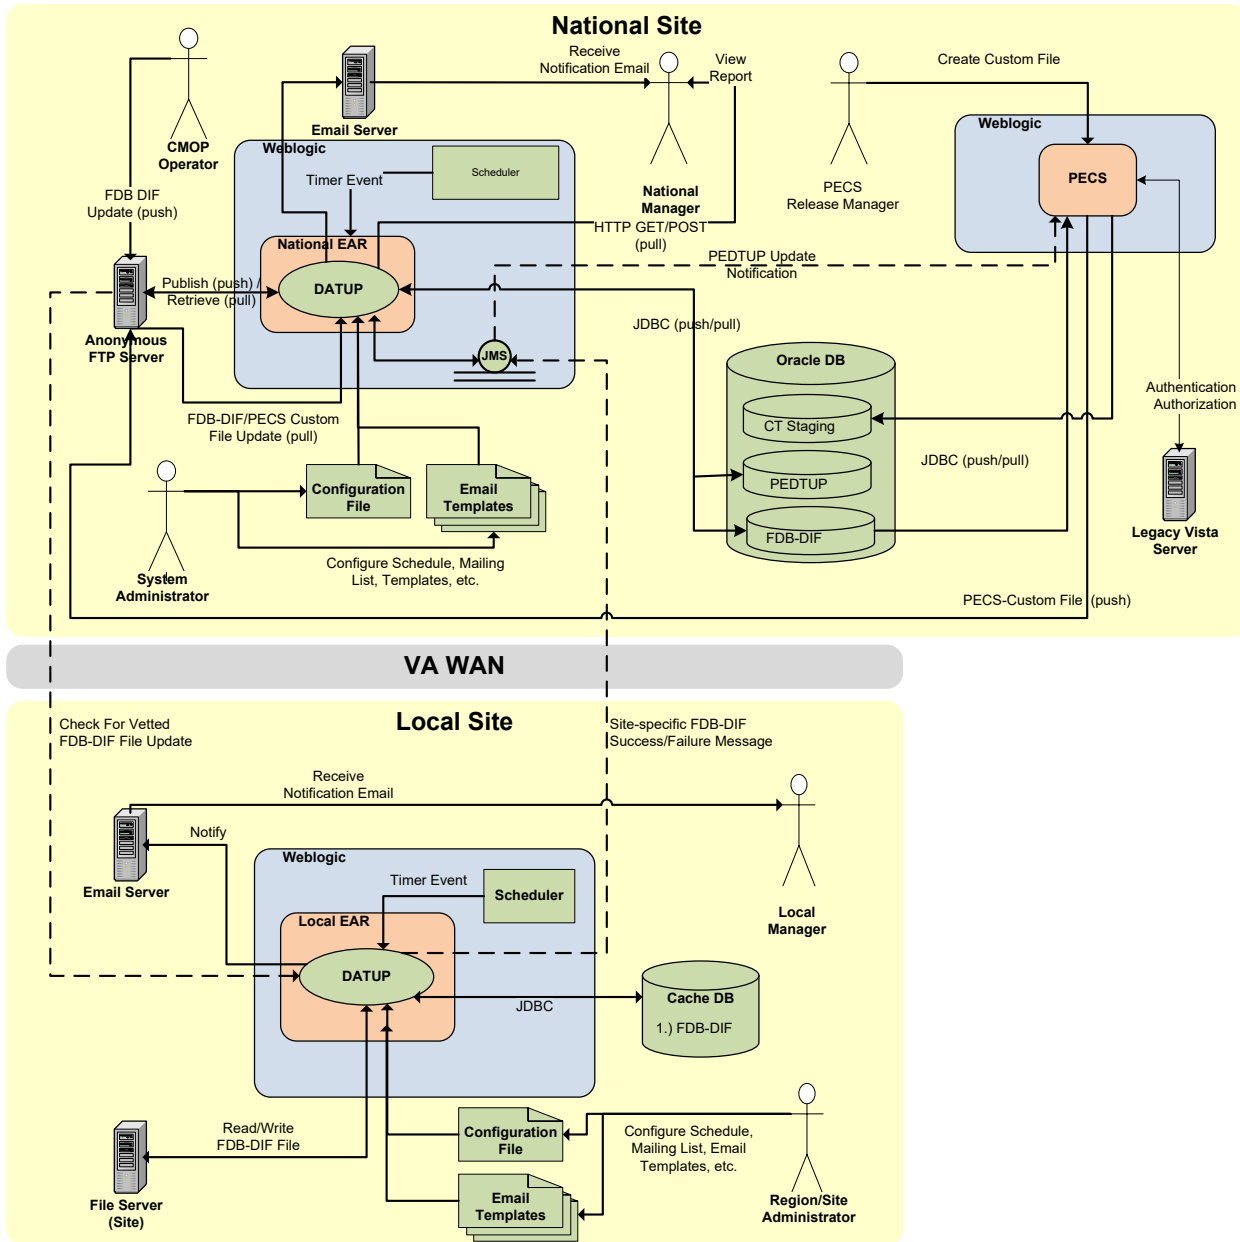 National Site
CMOP
Operator
Email Server
Receive
Notification Email
View
Report
National
Manager
HTTP GET/POST
(pull)
PECS
Release Manager
Create Custom File
Weblogic
PECS
Weblogic
Timer Event
Scheduler
FDB DIF
Update (push)
National EAR
DATUP
Publish (push) /
Retrieve (pull)
Anonymous
FTP Server
PEDTUP Update
Notification
JMS
JDBC (push/pull)
Oracle DB
CT Staging
PEDTUP
FDB-DIF
Authentication
Authorization
JDBC (push/pull)
Legacy Vista
Server
FDB-DIF/PECS Custom
File Update (pull)
Configuration
File
Email
Templates
System
Administrator
Configure Schedule, Mailing
List, Templates, etc.
PECS-Custom File (push)
VA WAN
Local Site
Check For Vetted
FDB-DIF File Update
Site-specific FDB-DIF
Success/Failure Message
Receive
Notification Email
Notify
Email Server
Local
Manager
Weblogic
Timer Event
Scheduler
Local EAR
DATUP
JDBC
Cache DB
1.) FDB-DIF
Read/Write
FDB-DIF File
File Server
(Site)
Configuration
File
Email
Templates
Configure Schedule,
Mailing List, Email
Templates, etc.
Region/Site
Administrator